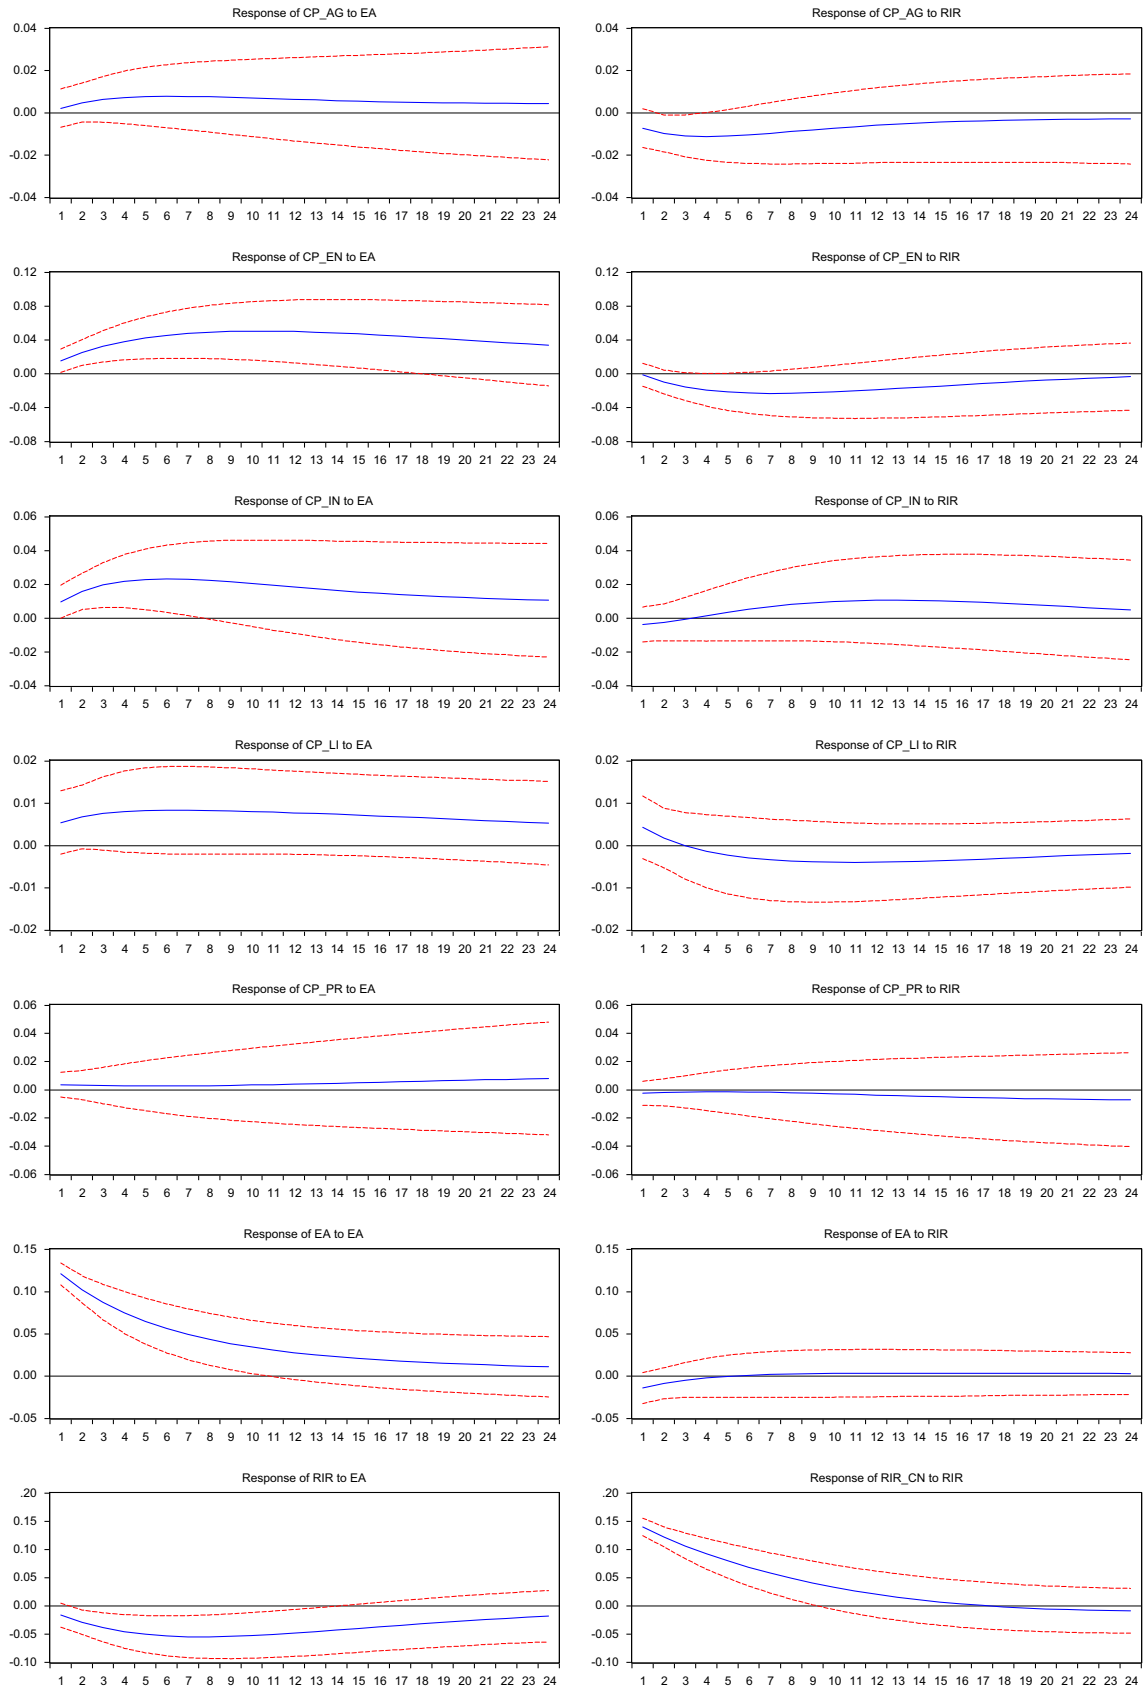 Response of CP_AG to EA
0.04
0.02
0.00
-0.02
-0.04
1 2 3 4 5 6 7 8 9 10 11 12 13 14 15 16 17 18 19 20 21 22 23 24
Response of CP_AG to RIR
0.04
0.02
0.00
-0.02
-0.04
1 2 3 4 5 6 7 8 9 10 11 12 13 14 15 16 17 18 19 20 21 22 23 24
Response of CP_EN to EA
0.12
0.08
0.04
0.00
-0.04
-0.08
1 2 3 4 5 6 7 8 9 10 11 12 13 14 15 16 17 18 19 20 21 22 23 24
Response of CP_EN to RIR
0.12
0.08
0.04
0.00
-0.04
-0.08
1 2 3 4 5 6 7 8 9 10 11 12 13 14 15 16 17 18 19 20 21 22 23 24
Response of CP_IN to EA
0.06
0.04
0.02
0.00
-0.02
-0.04
1 2 3 4 5 6 7 8 9 10 11 12 13 14 15 16 17 18 19 20 21 22 23 24
Response of CP_IN to RIR
0.06
0.04
0.02
0.00
-0.02
-0.04
1 2 3 4 5 6 7 8 9 10 11 12 13 14 15 16 17 18 19 20 21 22 23 24
Response of CP_LI to EA
0.02
0.01
0.00
-0.01
-0.02
1 2 3 4 5 6 7 8 9 10 11 12 13 14 15 16 17 18 19 20 21 22 23 24
Response of CP_LI to RIR
0.02
0.01
0.00
-0.01
-0.02
1 2 3 4 5 6 7 8 9 10 11 12 13 14 15 16 17 18 19 20 21 22 23 24
Response of CP_PR to EA
0.06
0.04
0.02
0.00
-0.02
-0.04
-0.06
1 2 3 4 5 6 7 8 9 10 11 12 13 14 15 16 17 18 19 20 21 22 23 24
Response of CP_PR to RIR
0.06
0.04
0.02
0.00
-0.02
-0.04
-0.06
1 2 3 4 5 6 7 8 9 10 11 12 13 14 15 16 17 18 19 20 21 22 23 24
Response of EA to EA
0.15
0.10
0.05
0.00
-0.05
1 2 3 4 5 6 7 8 9 10 11 12 13 14 15 16 17 18 19 20 21 22 23 24
Response of EA to RIR
0.15
0.10
0.05
0.00
-0.05
1 2 3 4 5 6 7 8 9 10 11 12 13 14 15 16 17 18 19 20 21 22 23 24
Response of RIR to EA
.20
0.15
0.10
0.05
0.00
-0.05
-0.10
1 2 3 4 5 6 7 8 9 10 11 12 13 14 15 16 17 18 19 20 21 22 23 24
Response of RIR_CN to RIR
.20
0.15
0.10
0.05
0.00
-0.05
-0.10
1 2 3 4 5 6 7 8 9 10 11 12 13 14 15 16 17 18 19 20 21 22 23 24